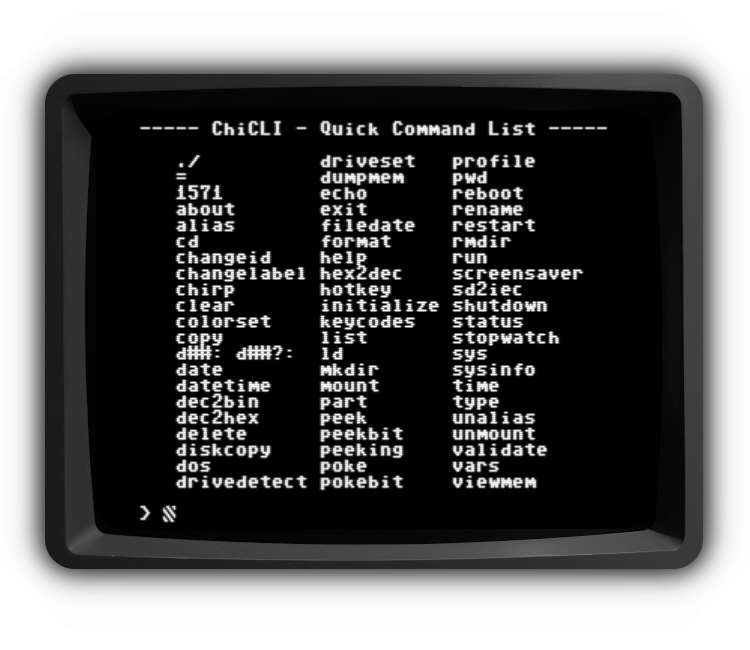 ----- ChiCLI - Quick Command List -----
./ driveset profile
= dumpmem pwd
1571 echo reboot
about exit rename
alias filedate restart
cd format rmdir
changeid help run
changelabel hex2dec screensaver
chirp hotkey sd2iec
clear initialize shutdown
colorset keycodes status
copy list stopwatch
d##: d##?: ld sys
date mkdir sysinfo
datetime mount time
dec2bin part type
dec2hex peek unalias
delete peekbit unmount
diskcopy peeking validate
dos poke vars
drivedetect pokebit viewmem
>